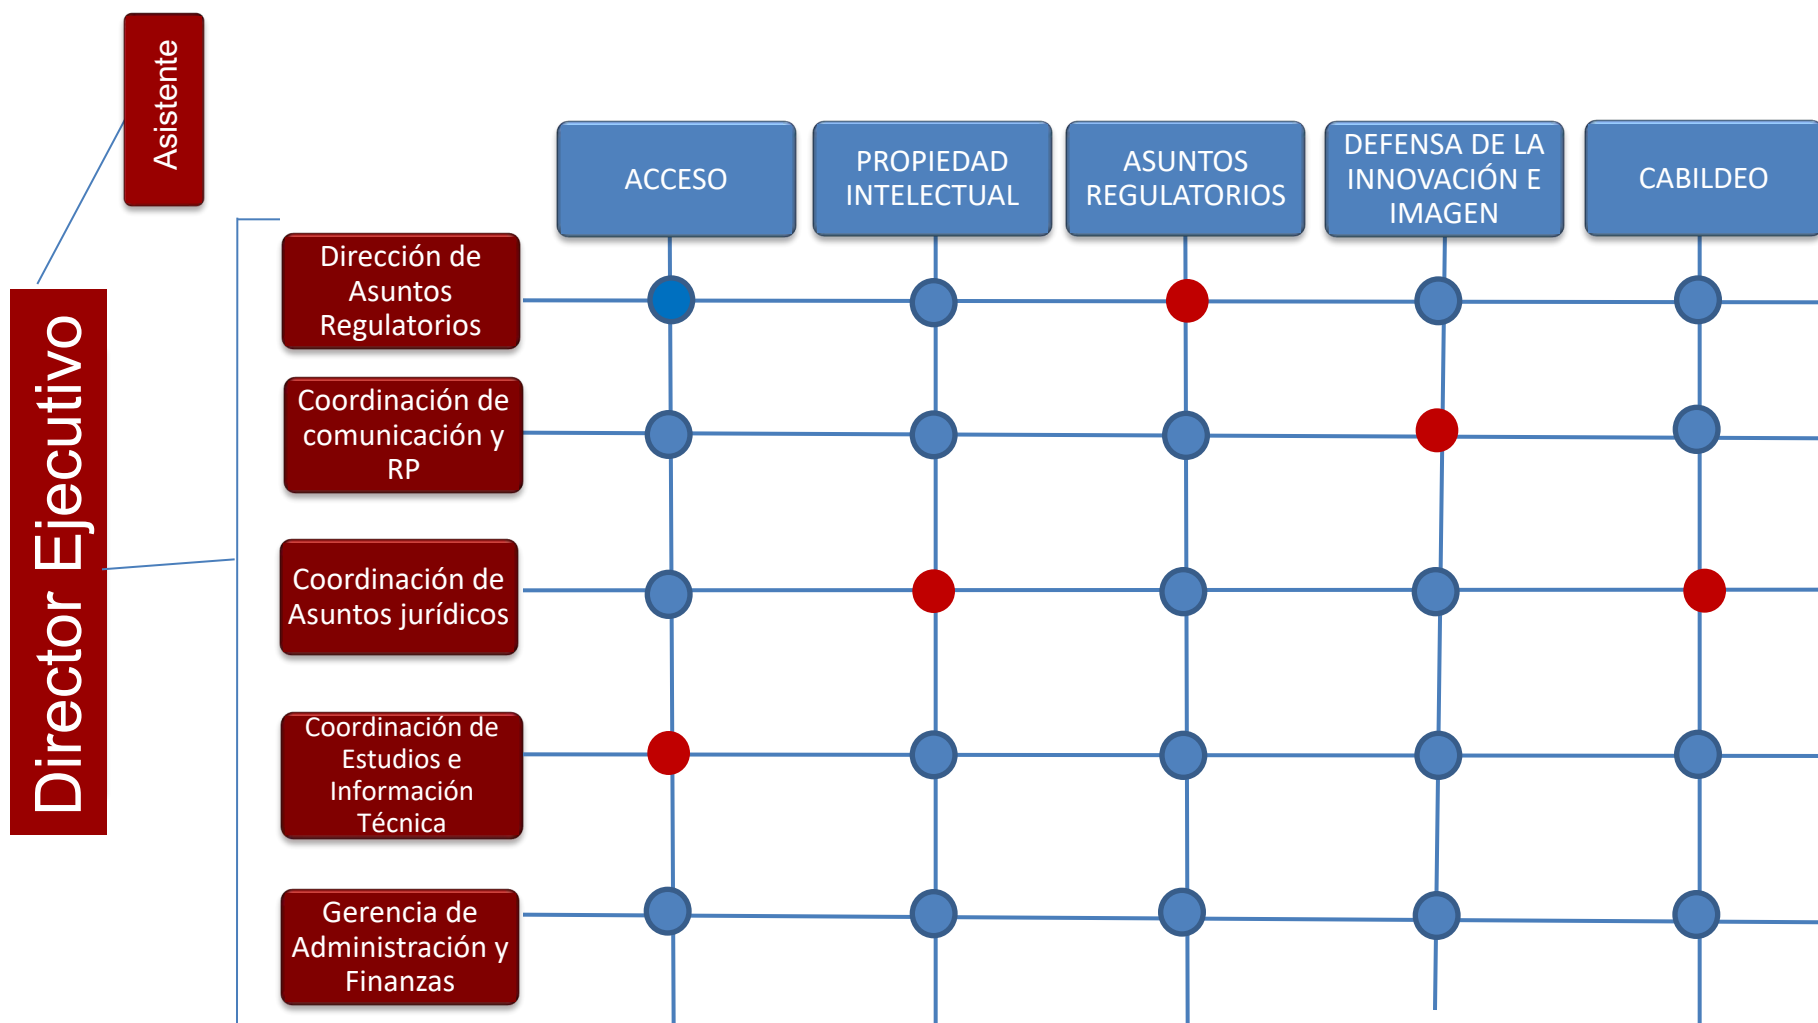 Asistente
Director Ejecutivo
ACCESO
PROPIEDAD
INTELECTUAL
ASUNTOS
REGULATORIOS
DEFENSA DE LA
INNOVACIÓN E
IMAGEN
CABILDEO
Dirección de
Asuntos
Regulatorios
Coordinación de
comunicación y
RP
Coordinación de
Asuntos jurídicos
Coordinación de
Estudios e
Información
Técnica
Gerencia de
Administración y
Finanzas